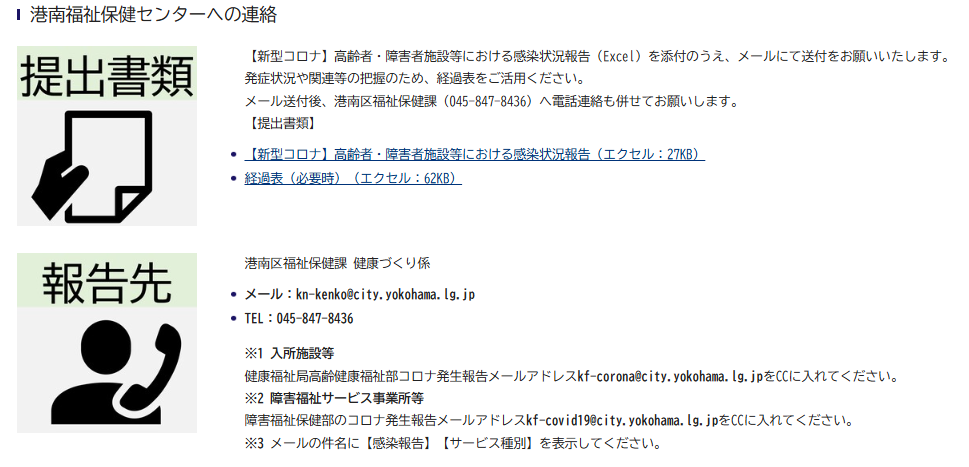 港南福祉保健センターへの連絡
提出書類
【新型コロナ】高齢者・障害者施設等における感染状況報告（Excel）を添付のうえ、メールにて送付をお願いいたします。
発症状況や関連等の把握のため、経過表をご活用ください。
メール送付後、港南区福祉保健課（045-847-8436）へ電話連絡も併せてお願いします。
【提出書類】
【新型コロナ】高齢者・障害者施設等における感染状況報告（エクセル：27KB）
経過表（必要時）（エクセル：62KB）
報告先
港南区福祉保健課 健康づくり係
メール：kn-kenko@city.yokohama.lg.jp
TEL：045-847-8436
※1 入所施設等
健康福祉局高齢健康福祉部コロナ発生報告メールアドレスkf-corona@city.yokohama.lg.jpをCCに入れてください。
※2 障害福祉サービス事業所等
障害福祉保健部のコロナ発生報告メールアドレスkf-covid19@city.yokohama.lg.jpをCCに入れてください。
※3 メールの件名に【感染報告】【サービス種別】を表示してください。